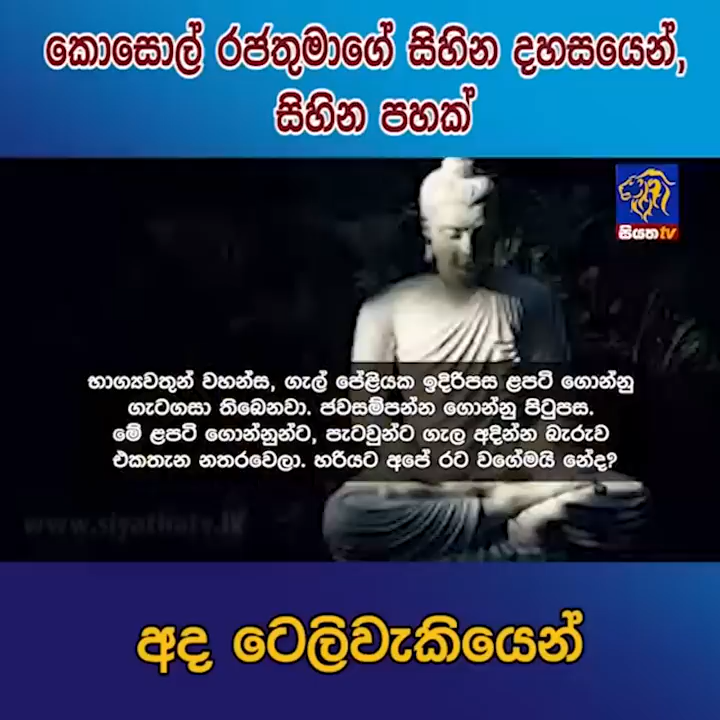 කොසොල් රජතුමාගේ සිහින දහසයෙන්,
සිහින පහක්
සියත tv
භාග්‍යවතුන් වහන්ස, ගැල් පේළියක ඉදිරිපස ළපටි ගොන්නු
ගැටගසා තිබෙනවා. ජවසම්පන්න ගොන්නු පිටුපස.
මේ ළපටි ගොන්නුන්ට, පැටවුන්ට ගැල අදින්න බැරුව
එකතැන නතරවෙලා. හරියට අපේ රට වගේමයි නේද?
www.siyathatv.lk
අද ටෙලිවැකියෙන්